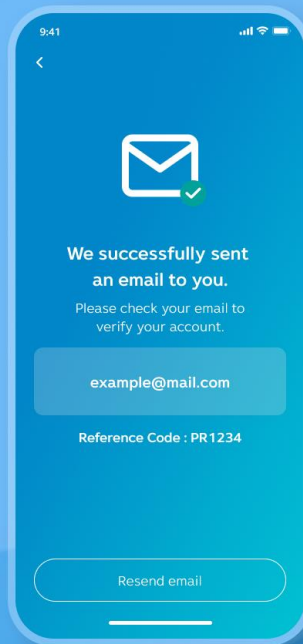 9:41
We successfully sent
an email to you.
Please check your email to
verify your account.
example@mail.com
Reference Code : PR1234
Resend email